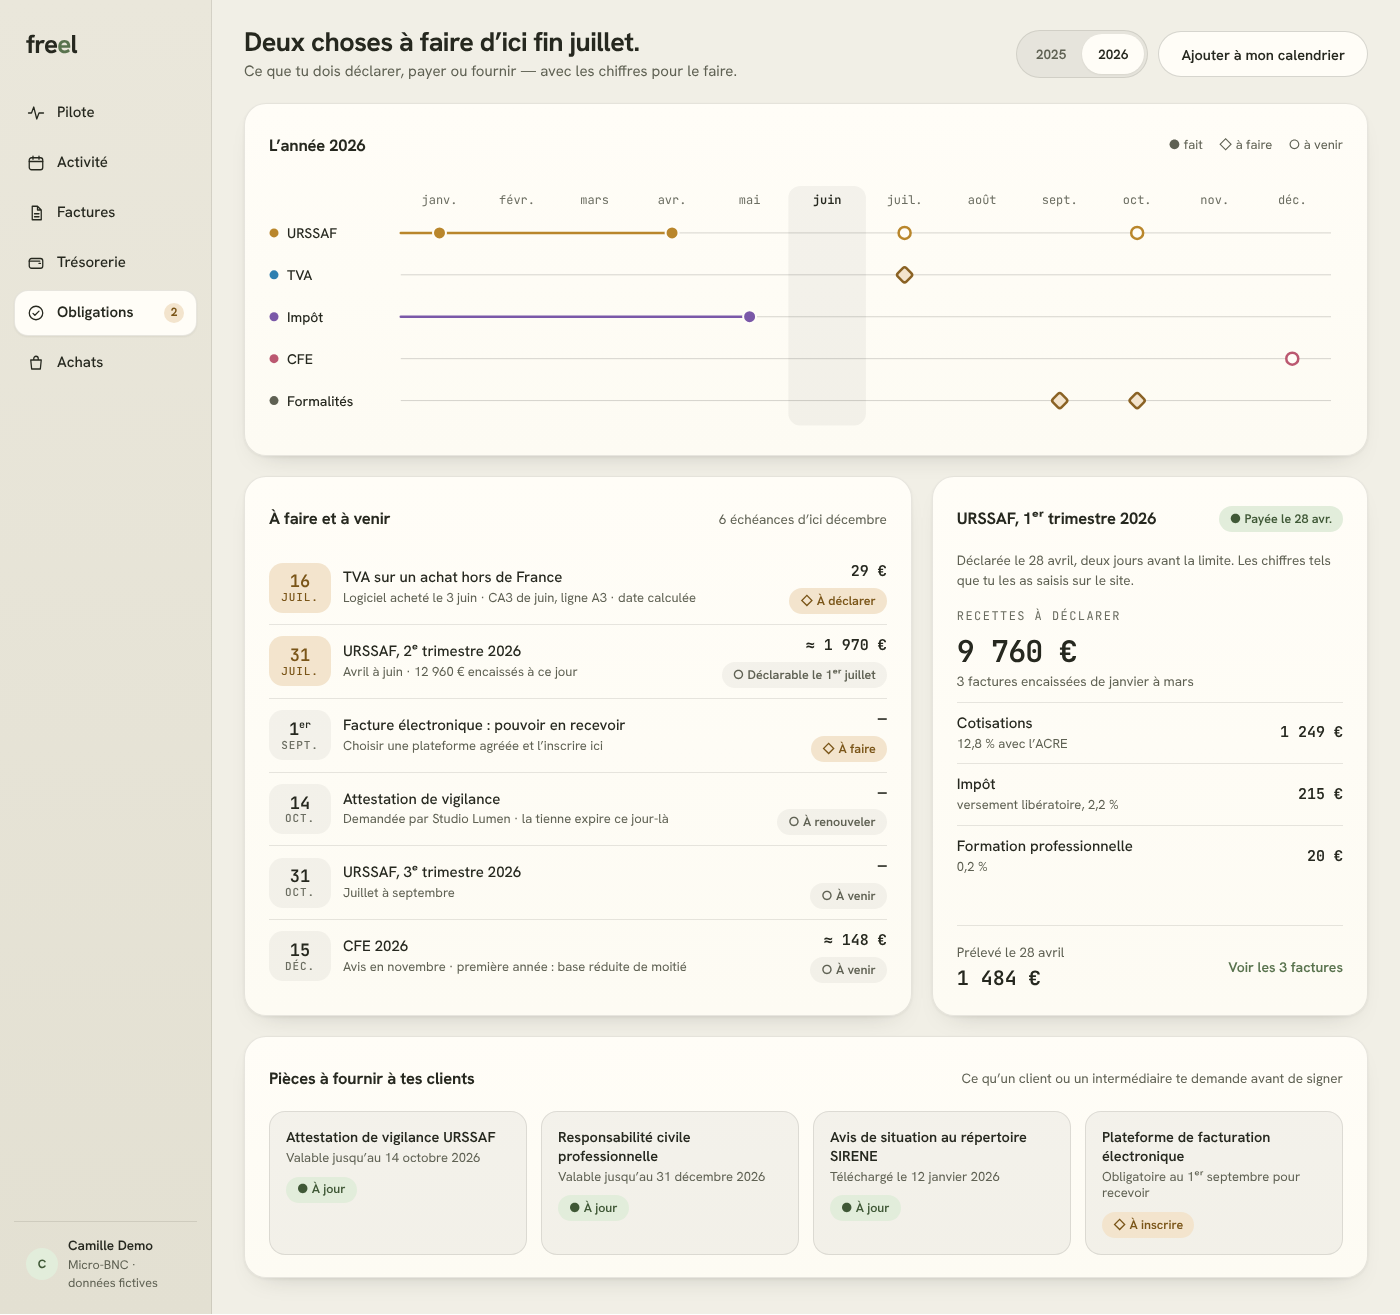 freel
Pilote
Activité
Factures
Trésorerie
Obligations 2
Achats
C
Camille Demo
Micro-BNC ·
données fictives
Deux choses à faire d’ici fin juillet.
Ce que tu dois déclarer, payer ou fournir — avec les chiffres pour le faire.
2025 2026 Ajouter à mon calendrier
L’année 2026
fait à faire à venir
janv. févr. mars avr. mai juin juil. août sept. oct. nov. déc.
URSSAF
TVA
Impôt
CFE
Formalités
À faire et à venir
6 échéances d’ici décembre
16 JUIL.
TVA sur un achat hors de France
Logiciel acheté le 3 juin · CA3 de juin, ligne A3 · date calculée
29 €
À déclarer
31 JUIL.
URSSAF, 2ᵉ trimestre 2026
Avril à juin · 12 960 € encaissés à ce jour
≈ 1 970 €
Déclarable le 1ᵉʳ juillet
1ᵉʳ SEPT.
Facture électronique : pouvoir en recevoir
Choisir une plateforme agréée et l’inscrire ici
–
À faire
14 OCT.
Attestation de vigilance
Demandée par Studio Lumen · la tienne expire ce jour-là
–
À renouveler
31 OCT.
URSSAF, 3ᵉ trimestre 2026
Juillet à septembre
–
À venir
15 DÉC.
CFE 2026
Avis en novembre · première année : base réduite de moitié
≈ 148 €
À venir
URSSAF, 1ᵉʳ trimestre 2026
Payée le 28 avr.
Déclarée le 28 avril, deux jours avant la limite. Les chiffres tels
que tu les as saisis sur le site.
RECETTES À DÉCLARER
9 760 €
3 factures encaissées de janvier à mars
Cotisations
12,8 % avec l’ACRE
1 249 €
Impôt
versement libératoire, 2,2 %
215 €
Formation professionnelle
0,2 %
20 €
Prélevé le 28 avril
1 484 €
Voir les 3 factures
Pièces à fournir à tes clients
Ce qu’un client ou un intermédiaire te demande avant de signer
Attestation de vigilance URSSAF
Valable jusqu’au 14 octobre 2026
À jour
Responsabilité civile
professionnelle
Valable jusqu’au 31 décembre 2026
À jour
Avis de situation au répertoire
SIRENE
Téléchargé le 12 janvier 2026
À jour
Plateforme de facturation
électronique
Obligatoire au 1ᵉʳ septembre pour
recevoir
À inscrire